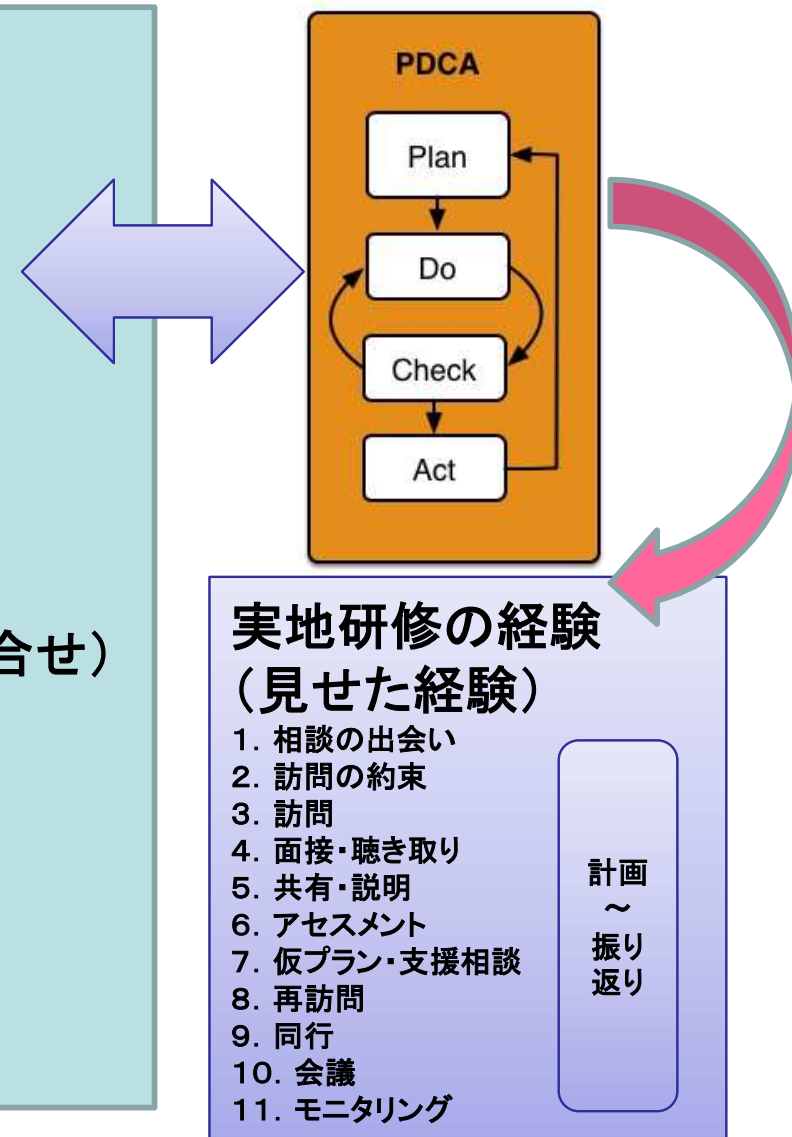 PDCA
Plan
Do
Check
Act
合せ）
実地研修の経験
（見せた経験）
１．相談の出会い
２．訪問の約束
３．訪問
４．面接・聴き取り
５．共有・説明
６．アセスメント
７．仮プラン・支援相談
８．再訪問
９．同行
１０．会議
１１．モニタリング
計画
～
振り
返り